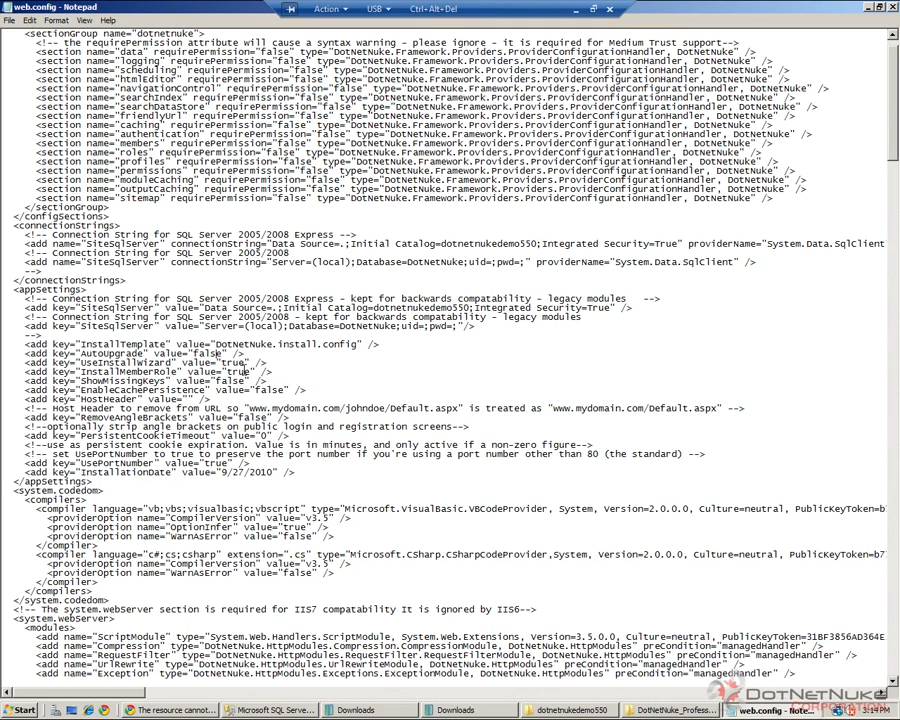 web.config - Notepad
Action USB Ctrl+Alt+Del
File Edit Format View Help
<sectionGroup name="dotnetnuke">
<!-- the requirePermission attribute will cause a syntax warning - please ignore - it is required for Medium Trust support-->
<section name="data" requirePermission="false" type="DotNetNuke.Framework.Providers.ProviderConfigurationHandler, DotNetNuke" />
<section name="logging" requirePermission="false" type="DotNetNuke.Framework.Providers.ProviderConfigurationHandler, DotNetNuke" />
<section name="scheduling" requirePermission="false" type="DotNetNuke.Framework.Providers.ProviderConfigurationHandler, DotNetNuke" />
<section name="htmlEditor" requirePermission="false" type="DotNetNuke.Framework.Providers.ProviderConfigurationHandler, DotNetNuke" />
<section name="navigationControl" requirePermission="false" type="DotNetNuke.Framework.Providers.ProviderConfigurationHandler, DotNetNuke" />
<section name="searchIndex" requirePermission="false" type="DotNetNuke.Framework.Providers.ProviderConfigurationHandler, DotNetNuke" />
<section name="searchDataStore" requirePermission="false" type="DotNetNuke.Framework.Providers.ProviderConfigurationHandler, DotNetNuke" />
<section name="friendlyUrl" requirePermission="false" type="DotNetNuke.Framework.Providers.ProviderConfigurationHandler, DotNetNuke" />
<section name="caching" requirePermission="false" type="DotNetNuke.Framework.Providers.ProviderConfigurationHandler, DotNetNuke" />
<section name="authentication" requirePermission="false" type="DotNetNuke.Framework.Providers.ProviderConfigurationHandler, DotNetNuke" />
<section name="members" requirePermission="false" type="DotNetNuke.Framework.Providers.ProviderConfigurationHandler, DotNetNuke" />
<section name="roles" requirePermission="false" type="DotNetNuke.Framework.Providers.ProviderConfigurationHandler, DotNetNuke" />
<section name="profiles" requirePermission="false" type="DotNetNuke.Framework.Providers.ProviderConfigurationHandler, DotNetNuke" />
<section name="permissions" requirePermission="false" type="DotNetNuke.Framework.Providers.ProviderConfigurationHandler, DotNetNuke" />
<section name="moduleCaching" requirePermission="false" type="DotNetNuke.Framework.Providers.ProviderConfigurationHandler, DotNetNuke" />
<section name="outputCaching" requirePermission="false" type="DotNetNuke.Framework.Providers.ProviderConfigurationHandler, DotNetNuke" />
<section name="sitemap" requirePermission="false" type="DotNetNuke.Framework.Providers.ProviderConfigurationHandler, DotNetNuke" />
</sectionGroup>
</configSections>
<connectionStrings>
<!-- Connection String for SQL Server 2005/2008 Express -->
<add name="SiteSqlServer" connectionString="Data Source=.;Initial Catalog=dotnetnukedemo550;Integrated Security=True" providerName="System.Data.SqlClient"
<!-- Connection String for SQL Server 2005/2008
<add name="SiteSqlServer" connectionString="Server=(local);Database=DotNetNuke;uid=;pwd=;" providerName="System.Data.SqlClient" />
-->
</connectionStrings>
<appSettings>
<!-- Connection String for SQL Server 2005/2008 Express - kept for backwards compatability - legacy modules -->
<add key="SiteSqlServer" value="Data Source=.;Initial Catalog=dotnetnukedemo550;Integrated Security=True" />
<!-- Connection String for SQL Server 2005/2008 - kept for backwards compatability - legacy modules
<add key="SiteSqlServer" value="Server=(local);Database=DotNetNuke;uid=;pwd=;"/>
-->
<add key="InstallTemplate" value="DotNetNuke.install.config" />
<add key="AutoUpgrade" value="false" />
<add key="UseInstallWizard" value="true" />
<add key="InstallMemberRole" value="true" />
<add key="ShowMissingKeys" value="false" />
<add key="EnableCachePersistence" value="false" />
<add key="HostHeader" value="" />
<!-- Host Header to remove from URL so "www.mydomain.com/johndoe/Default.aspx" is treated as "www.mydomain.com/Default.aspx" -->
<add key="RemoveAngleBrackets" value="false" />
<!--optionally strip angle brackets on public login and registration screens-->
<add key="PersistentCookieTimeout" value="0" />
<!--use as persistent cookie expiration. Value is in minutes, and only active if a non-zero figure-->
<!-- set UsePortNumber to true to preserve the port number if you're using a port number other than 80 (the standard) -->
<add key="UsePortNumber" value="true" />
<add key="InstallationDate" value="9/27/2010" />
</appSettings>
<system.codedom>
<compilers>
<compiler language="vb;vbs;visualbasic;vbscript" type="Microsoft.VisualBasic.VBCodeProvider, System, Version=2.0.0.0, Culture=neutral, PublicKeyToken=b
<providerOption name="CompilerVersion" value="v3.5"/>
<providerOption name="OptionInfer" value="true"/>
<providerOption name="WarnAsError" value="false"/>
</compiler>
<compiler language="c#;cs;csharp" extension=".cs" type="Microsoft.CSharp.CSharpCodeProvider,System, Version=2.0.0.0, Culture=neutral, PublicKeyToken=b7
<providerOption name="CompilerVersion" value="v3.5"/>
<providerOption name="WarnAsError" value="false"/>
</compiler>
</compilers>
</system.codedom>
<!-- The system.webServer section is required for IIS7 compatability It is ignored by IIS6-->
<system.webServer>
<modules>
<add name="ScriptModule" type="System.Web.Handlers.ScriptModule, System.Web.Extensions, Version=3.5.0.0, Culture=neutral, PublicKeyToken=31BF3856AD364E
<add name="Compression" type="DotNetNuke.HttpModules.Compression.CompressionModule, DotNetNuke.HttpModules" preCondition="managedHandler" />
<add name="RequestFilter" type="DotNetNuke.HttpModules.RequestFilter.RequestFilterModule, DotNetNuke.HttpModules" preCondition="managedHandler" />
<add name="UrlRewrite" type="DotNetNuke.HttpModules.UrlRewriteModule, DotNetNuke.HttpModules" preCondition="managedHandler" />
<add name="Exception" type="DotNetNuke.HttpModules.Exceptions.ExceptionModule, DotNetNuke.HttpModules" preCondition="managedHandler" />
DOTNETNUKE CORPORATION
Start The resource cannot... Microsoft SQL Serve... Downloads Downloads dotnetnukedemo550 DotNetNuke_Profess... web.config - Note... 3:14 PM